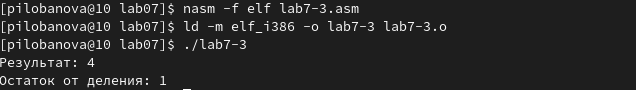 [pilobanova@10 lab07]$ nasm -f elf lab7-3.asm
[pilobanova@10 lab07]$ ld -m elf_i386 -o lab7-3 lab7-3.o
[pilobanova@10 lab07]$ ./lab7-3
Результат: 4
Остаток от деления: 1